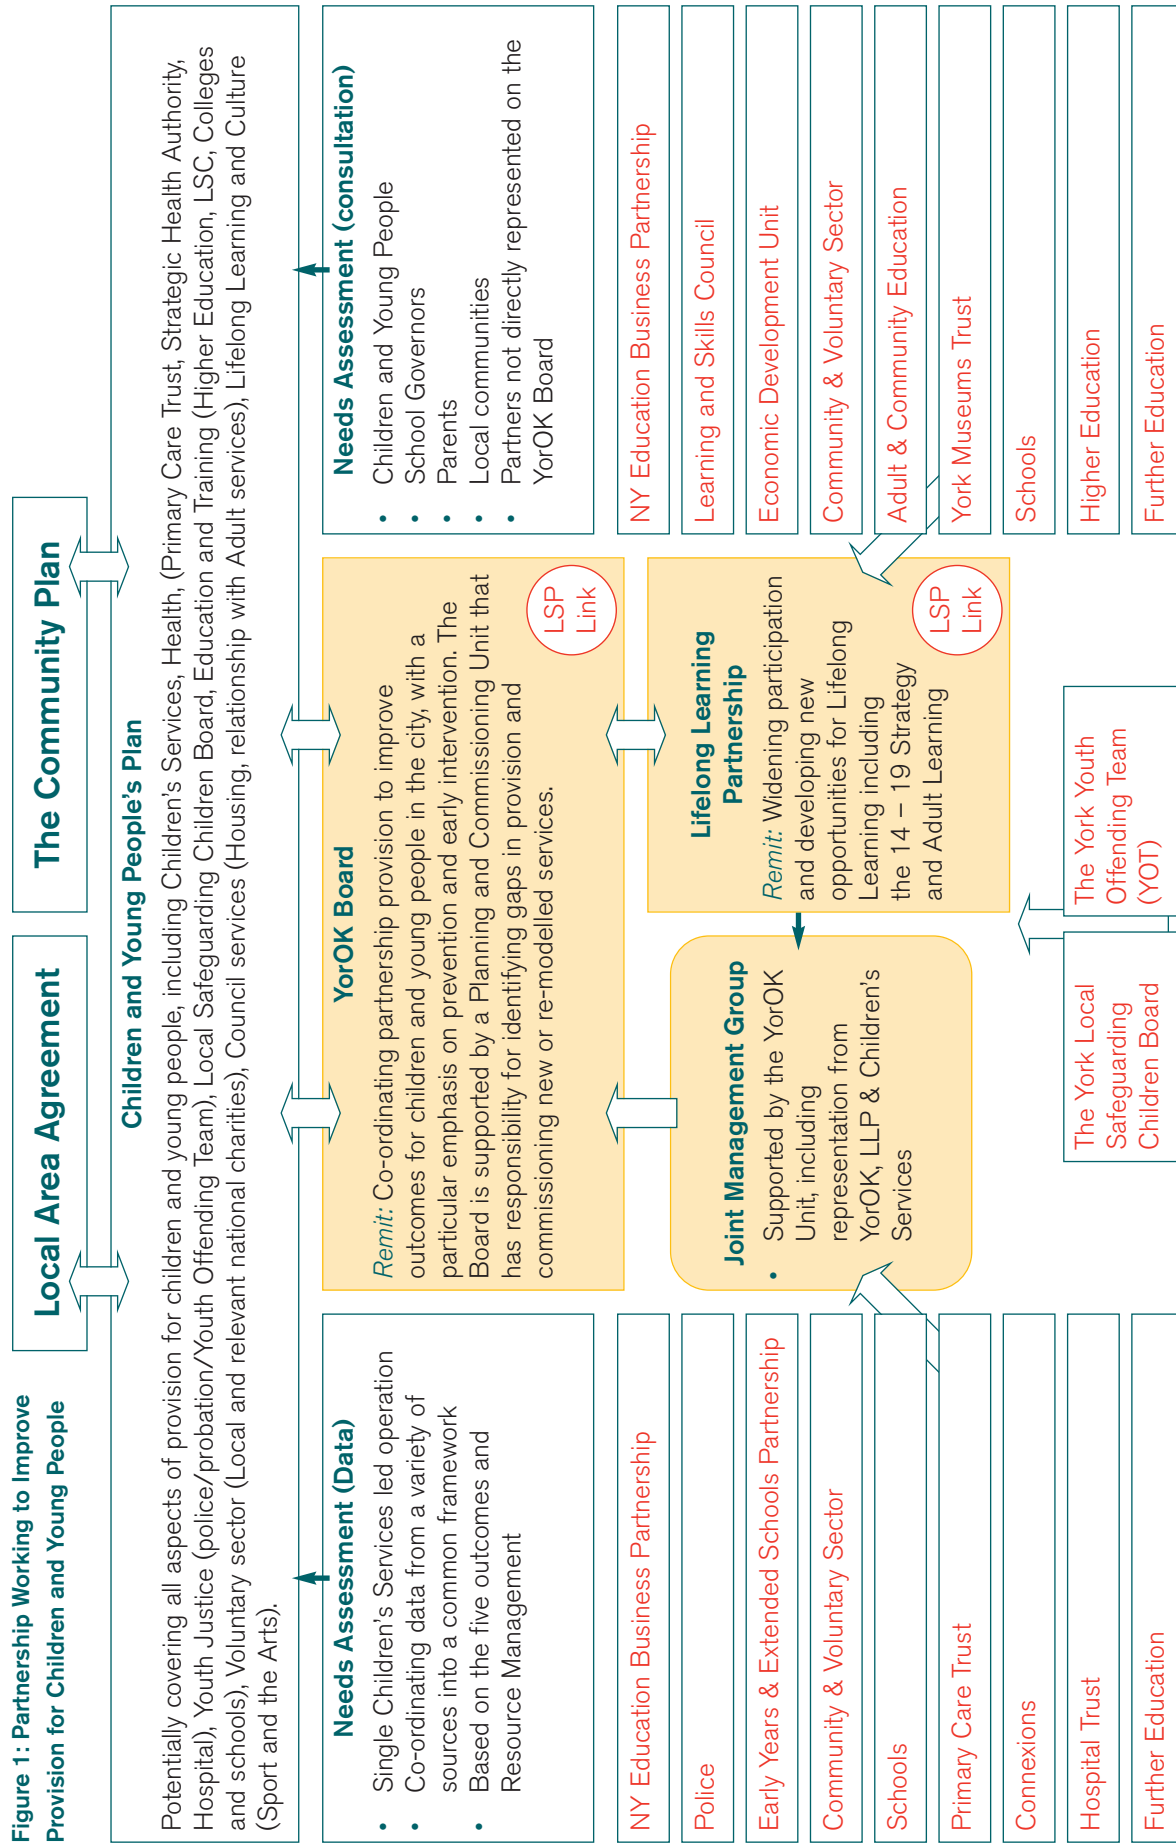 Figure 1: Partnership Working to Improve
Provision for Children and Young People
Local Area Agreement
The Community Plan
Children and Young People's Plan
Potentially covering all aspects of provision for children and young people, including Children's Services, Health, (Primary Care Trust, Strategic Health Authority,
Hospital), Youth Justice (police/probation/Youth Offending Team), Local Safeguarding Children Board, Education and Training (Higher Education, LSC, Colleges
and schools), Voluntary sector (Local and relevant national charities), Council services (Housing, relationship with Adult services), Lifelong Learning and Culture
(Sport and the Arts).
Needs Assessment (Data)
• Single Children's Services led operation
• Co-ordinating data from a variety of
sources into a common framework
• Based on the five outcomes and
Resource Management
YorOK Board
Remit: Co-ordinating partnership provision to improve
outcomes for children and young people in the city, with a
particular emphasis on prevention and early intervention. The
Board is supported by a Planning and Commissioning Unit that
has responsibility for identifying gaps in provision and
commissioning new or re-modelled services.
LSP
Link
Needs Assessment (consultation)
• Children and Young People
• School Governors
• Parents
• Local communities
• Partners not directly represented on the
YorOK Board
NY Education Business Partnership
Police
Early Years & Extended Schools Partnership
Community & Voluntary Sector
Schools
Primary Care Trust
Connexions
Hospital Trust
Further Education
Joint Management Group
• Supported by the YorOK
Unit, including
representation from
YorOK, LLP & Children's
Services
Lifelong Learning
Partnership
Remit: Widening participation
and developing new
opportunities for Lifelong
Learning including
the 14 – 19 Strategy
and Adult Learning
LSP
Link
NY Education Business Partnership
Learning and Skills Council
Economic Development Unit
Community & Voluntary Sector
Adult & Community Education
York Museums Trust
Schools
Higher Education
Further Education
The York Local
Safeguarding
Children Board
The York Youth
Offending Team
(YOT)